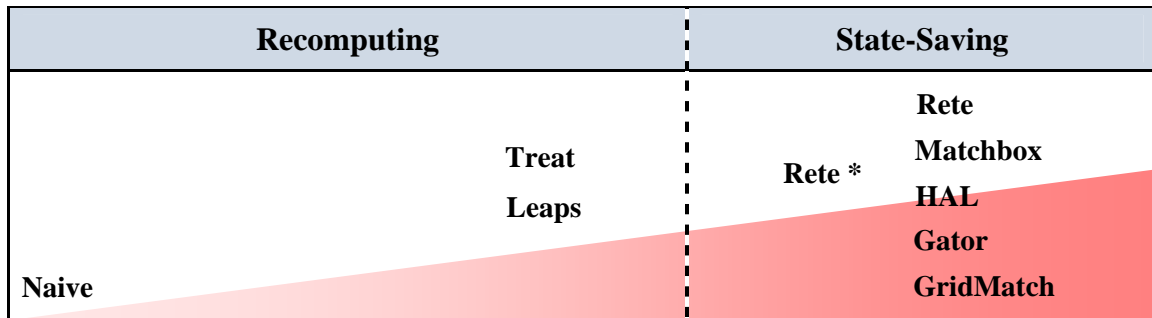 Recomputing
State-Saving
Naive
Treat
Leaps
Rete *
Rete
Matchbox
HAL
Gator
GridMatch